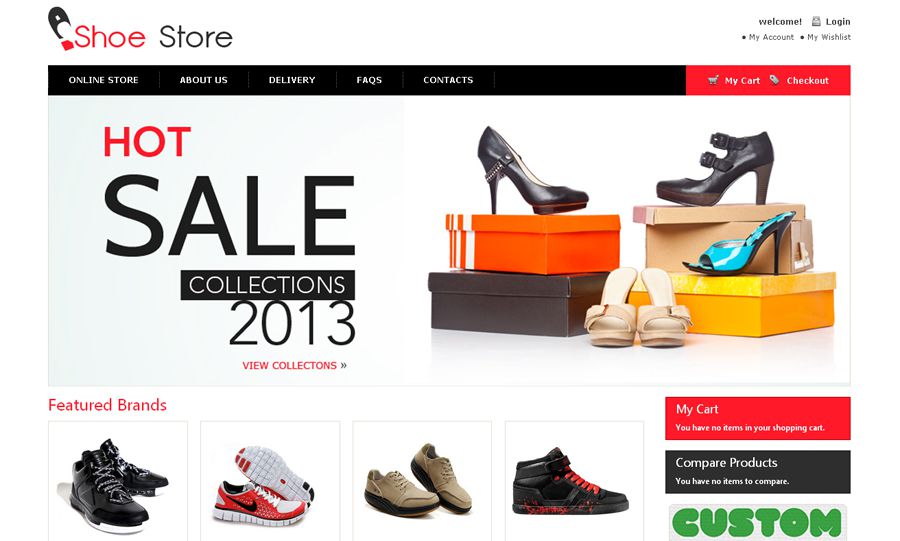 Shoe Store
welcome! Login
• My Account • My Wishlist
ONLINE STORE ABOUT US DELIVERY FAQS CONTACTS
My Cart Checkout
HOT
SALE
COLLECTIONS
2013
VIEW COLLECTONS »
Featured Brands
My Cart
You have no items in your shopping cart.
Compare Products
You have no items to compare.
CUSTOM